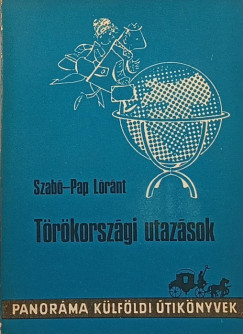 Szabó-Pap Lóránt
Törökországi utazások
PANORÁMA KÜLFÖLDI ÚTIKÖNYVEK